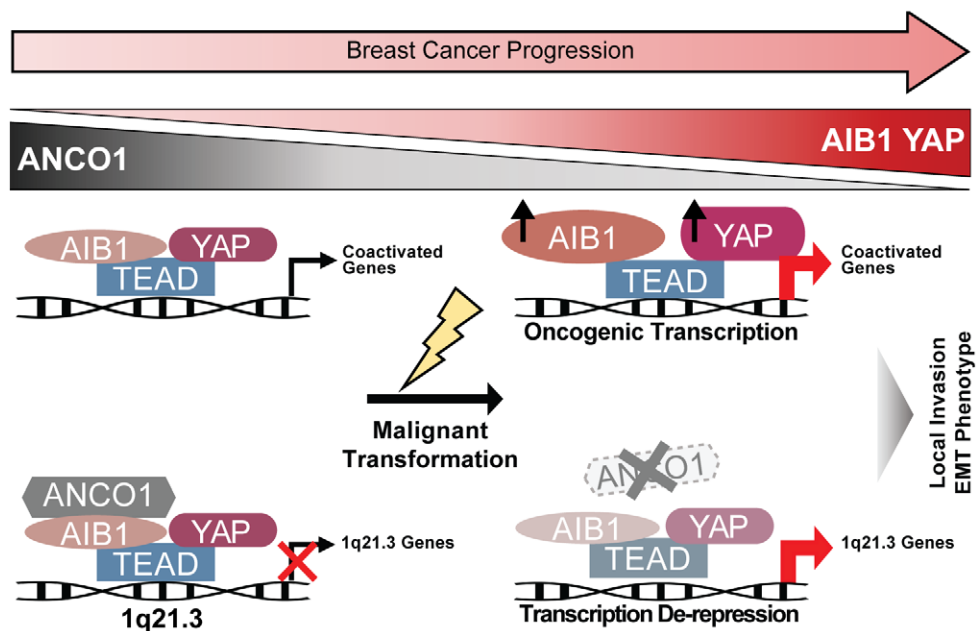 Breast Cancer Progression
ANCO1
AIB1 YAP
AIB1
YAP
TEAD
Coactivated
Genes
AIB1
YAP
TEAD
Coactivated
Genes
Oncogenic Transcription
Malignant
Transformation
Local Invasion
EMT Phenotype
ANCO1
AIB1
YAP
TEAD
1q21.3 Genes
1q21.3
ANCO1
AIB1
YAP
TEAD
1q21.3 Genes
Transcription De-repression